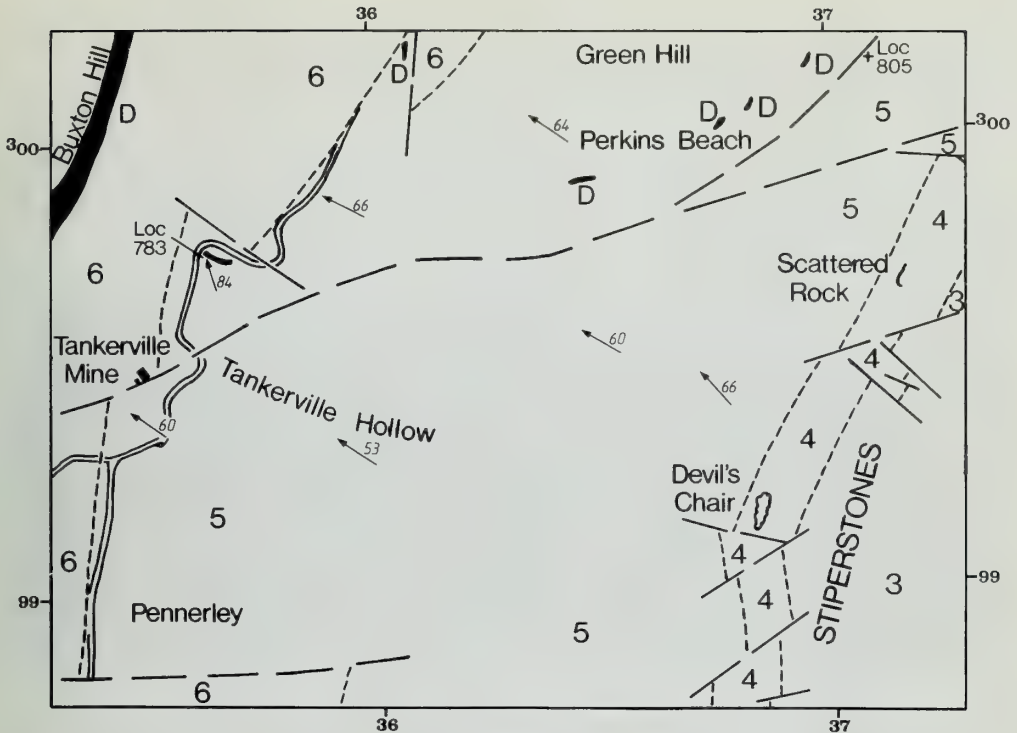 36
37
Buxton Hill
D
6
D
6
Green Hill
D
Loc
805
5
³00
64
Perkins Beach
D
D
³00
5
D
66
5
4
Loc
783
6
84
Scattered
Rock
3
60
4
Tankerville
Mine
Tankerville Hollow
66
60
53
4
Devil's
Chair
STIPERSTONES
5
4
6
3
99
99
4
Pennerley
5
4
6
36
37